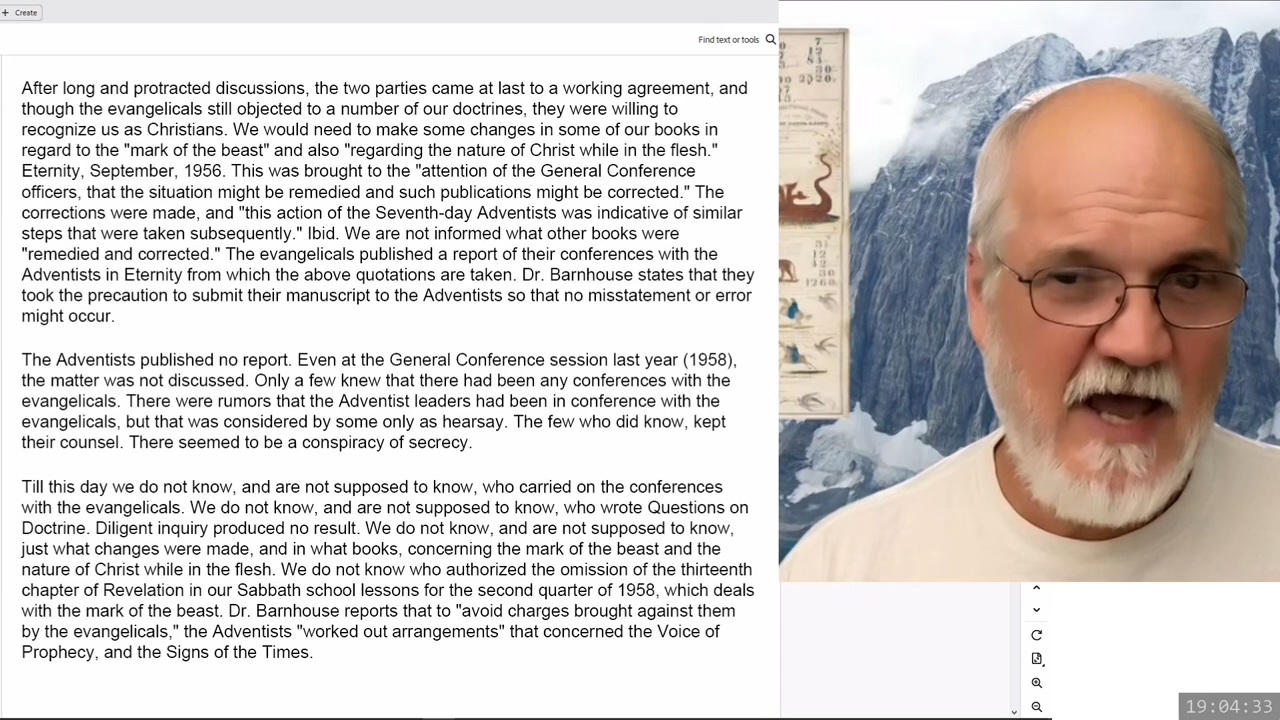 + Create
Find text or tools
After long and protracted discussions, the two parties came at last to a working agreement, and
though the evangelicals still objected to a number of our doctrines, they were willing to
recognize us as Christians. We would need to make some changes in some of our books in
regard to the "mark of the beast" and also "regarding the nature of Christ while in the flesh."
Eternity, September, 1956. This was brought to the "attention of the General Conference
officers, that the situation might be remedied and such publications might be corrected." The
corrections were made, and "this action of the Seventh-day Adventists was indicative of similar
steps that were taken subsequently." Ibid. We are not informed what other books were
"remedied and corrected." The evangelicals published a report of their conferences with the
Adventists in Eternity from which the above quotations are taken. Dr. Barnhouse states that they
took the precaution to submit their manuscript to the Adventists so that no misstatement or error
might occur.
The Adventists published no report. Even at the General Conference session last year (1958),
the matter was not discussed. Only a few knew that there had been any conferences with the
evangelicals. There were rumors that the Adventist leaders had been in conference with the
evangelicals, but that was considered by some only as hearsay. The few who did know, kept
their counsel. There seemed to be a conspiracy of secrecy.
Till this day we do not know, and are not supposed to know, who carried on the conferences
with the evangelicals. We do not know, and are not supposed to know, who wrote Questions on
Doctrine. Diligent inquiry produced no result. We do not know, and are not supposed to know,
just what changes were made, and in what books, concerning the mark of the beast and the
nature of Christ while in the flesh. We do not know who authorized the omission of the thirteenth
chapter of Revelation in our Sabbath school lessons for the second quarter of 1958, which deals
with the mark of the beast. Dr. Barnhouse reports that to "avoid charges brought against them
by the evangelicals," the Adventists "worked out arrangements" that concerned the Voice of
Prophecy, and the Signs of the Times.
7
12
30
1260
19:04:33